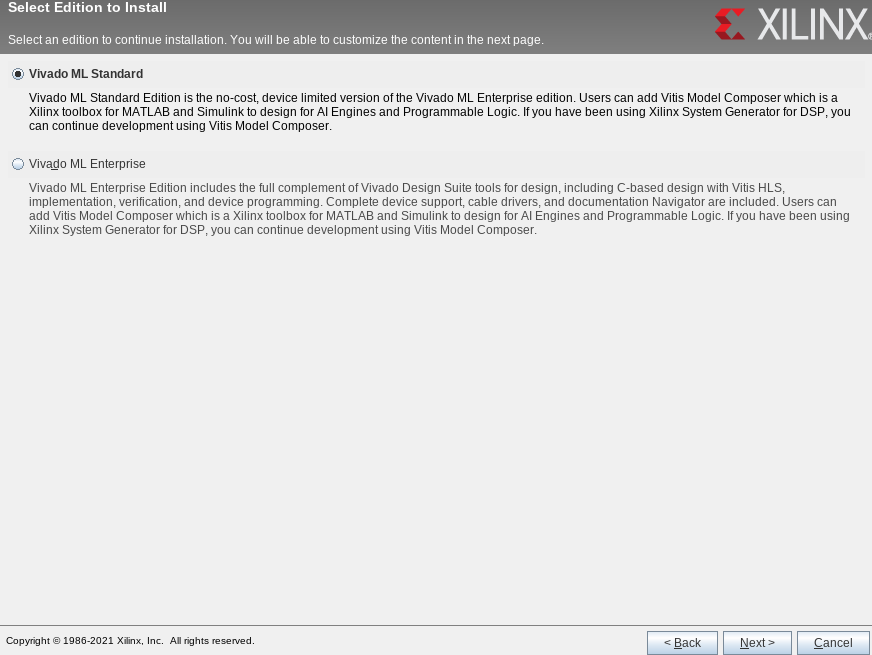 Select Edition to Install
XILINX®
Select an edition to continue installation. You will be able to customize the content in the next page.
Vivado ML Standard
Vivado ML Standard Edition is the no-cost, device limited version of the Vivado ML Enterprise edition. Users can add Vitis Model Composer which is a
Xilinx toolbox for MATLAB and Simulink to design for AI Engines and Programmable Logic. If you have been using Xilinx System Generator for DSP, you
can continue development using Vitis Model Composer.
Vivado ML Enterprise
Vivado ML Enterprise Edition includes the full complement of Vivado Design Suite tools for design, including C-based design with Vitis HLS,
implementation, verification, and device programming. Complete device support, cable drivers, and documentation Navigator are included. Users can
add Vitis Model Composer which is a Xilinx toolbox for MATLAB and Simulink to design for AI Engines and Programmable Logic. If you have been using
Xilinx System Generator for DSP, you can continue development using Vitis Model Composer.
Copyright © 1986-2021 Xilinx, Inc. All rights reserved.
< Back
Next >
Cancel